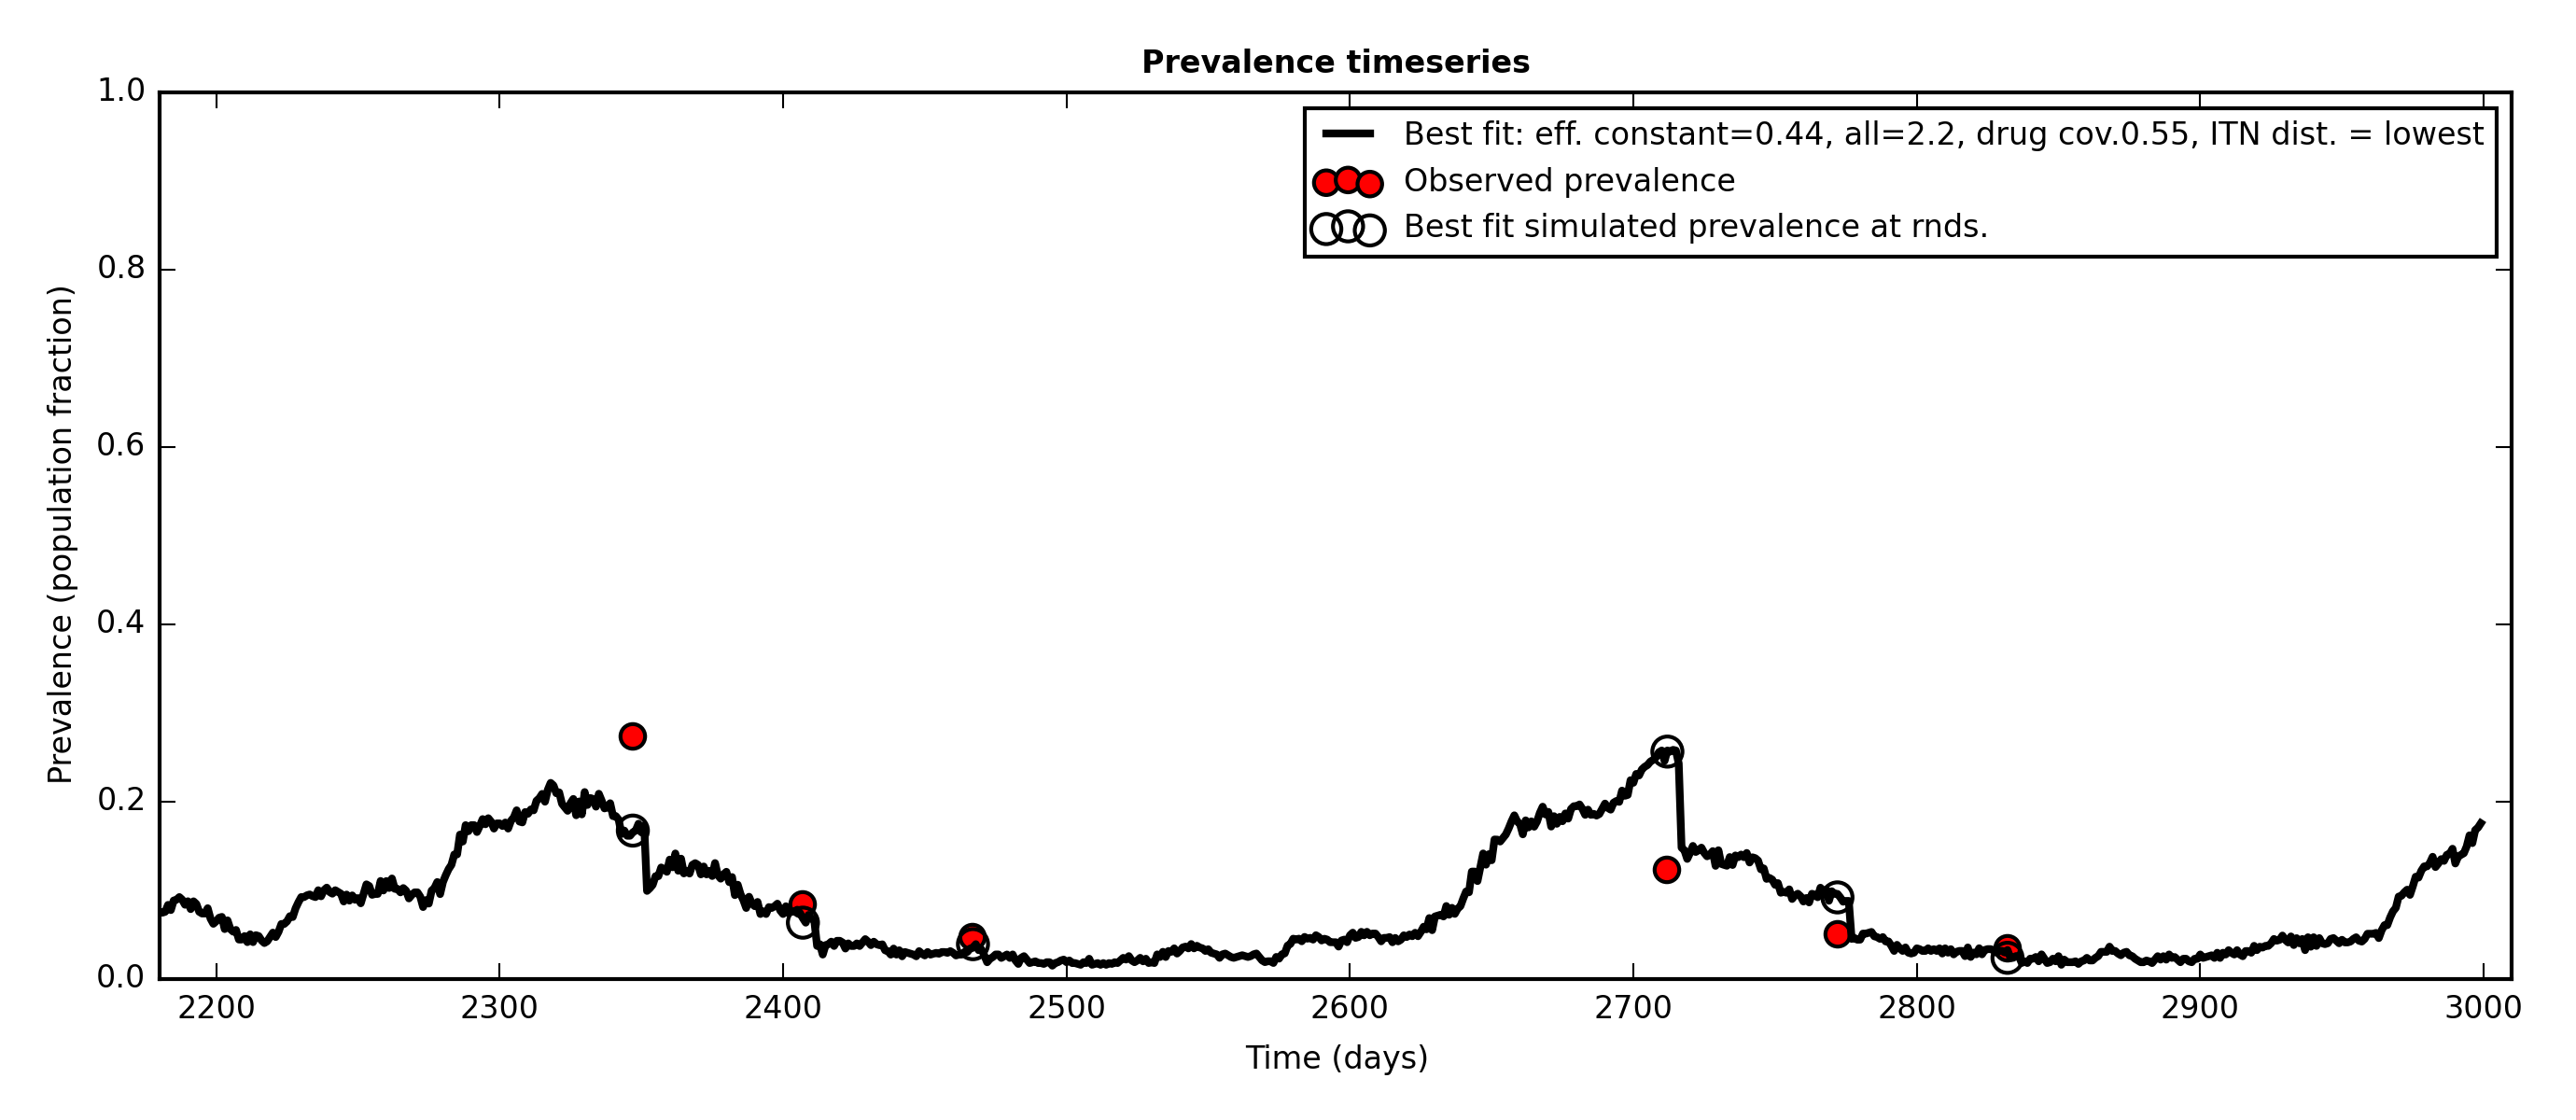 Prevalence timeseries
1.0
0.8
0.6
0.4
0.2
0.0
Prevalence (population fraction)
Best fit: eff. constant=0.44, all=2.2, drug cov.0.55, ITN dist. = lowest
Observed prevalence
Best fit simulated prevalence at rnds.
2200 2300 2400 2500 2600 2700 2800 2900 3000
Time (days)